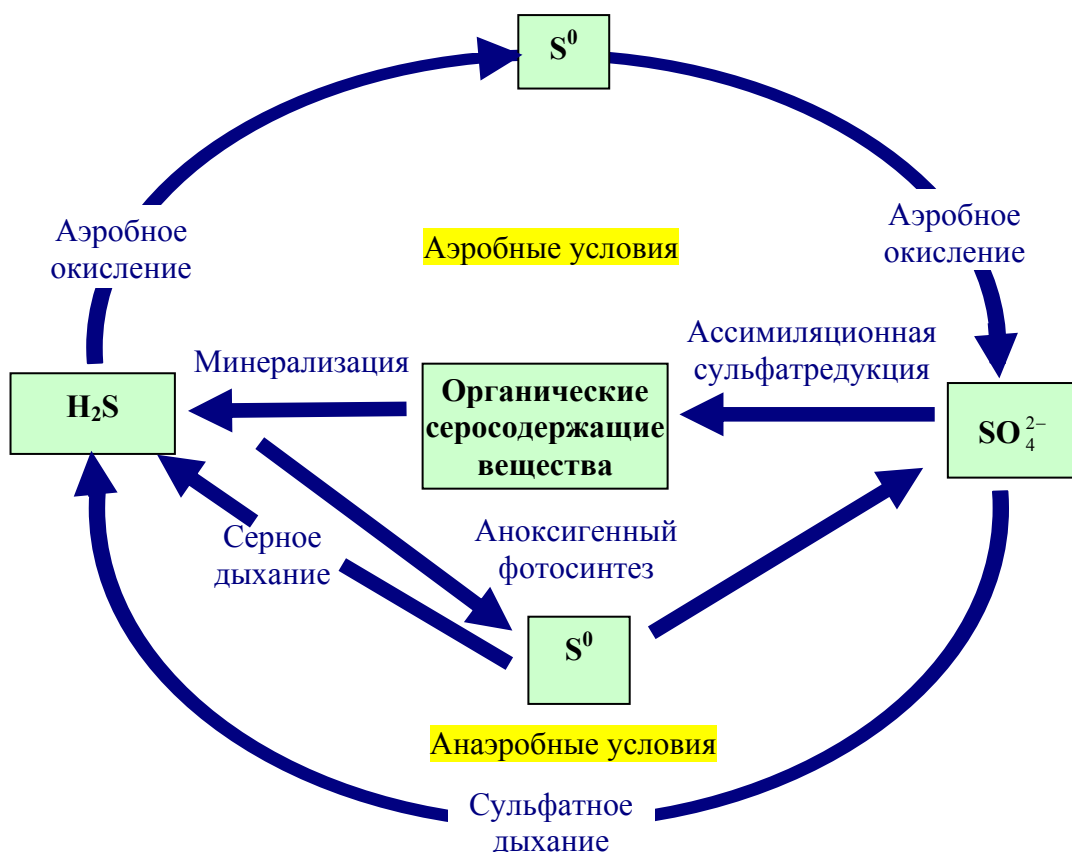 S⁰
Аэробное
окисление
Аэробные условия
Аэробное
окисление
Минерализация
Ассимиляционная
сульфатредукция
H₂S
Органические
серосодержащие
вещества
SO₄²⁻
Серное
дыхание
Аноксигенный
фотосинтез
S⁰
Анаэробные условия
Сульфатное
дыхание